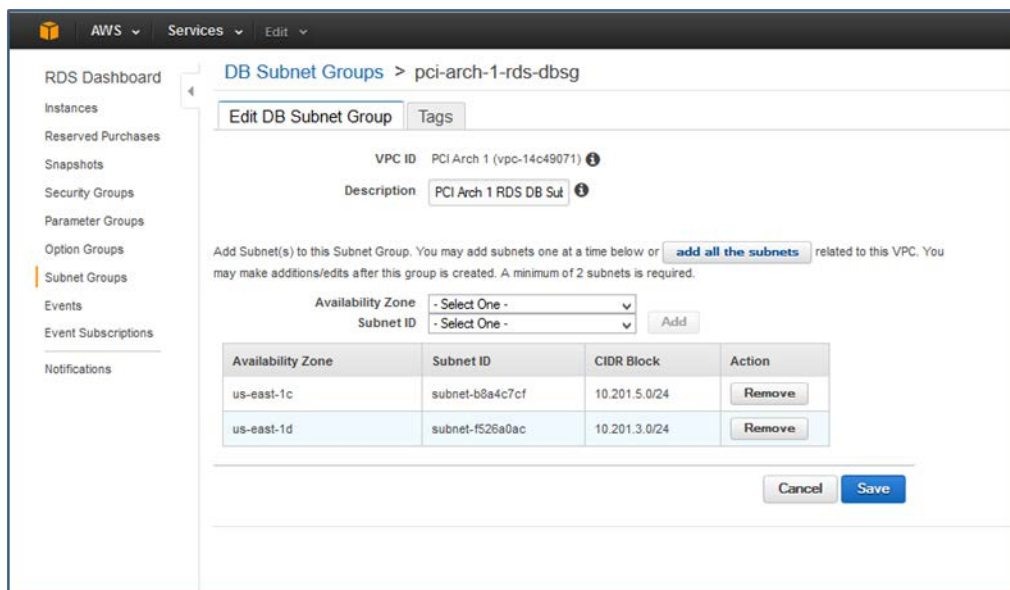 AWS Services Edit
RDS Dashboard
Instances
Reserved Purchases
Snapshots
Security Groups
Parameter Groups
Option Groups
Subnet Groups
Events
Event Subscriptions
Notifications
DB Subnet Groups > pci-arch-1-rds-dbsg
Edit DB Subnet Group Tags
VPC ID PCI Arch 1 (vpc-14c49071)
Description PCI Arch 1 RDS DB Sub
Add Subnet(s) to this Subnet Group. You may add subnets one at a time below or add all the subnets related to this VPC. You
may make additions/edits after this group is created. A minimum of 2 subnets is required.
Availability Zone - Select One -
Subnet ID - Select One - Add
Availability Zone Subnet ID CIDR Block Action
us-east-1c subnet-b8a4c7cf 10.201.5.0/24 Remove
us-east-1d subnet-f526a0ac 10.201.3.0/24 Remove
Cancel Save